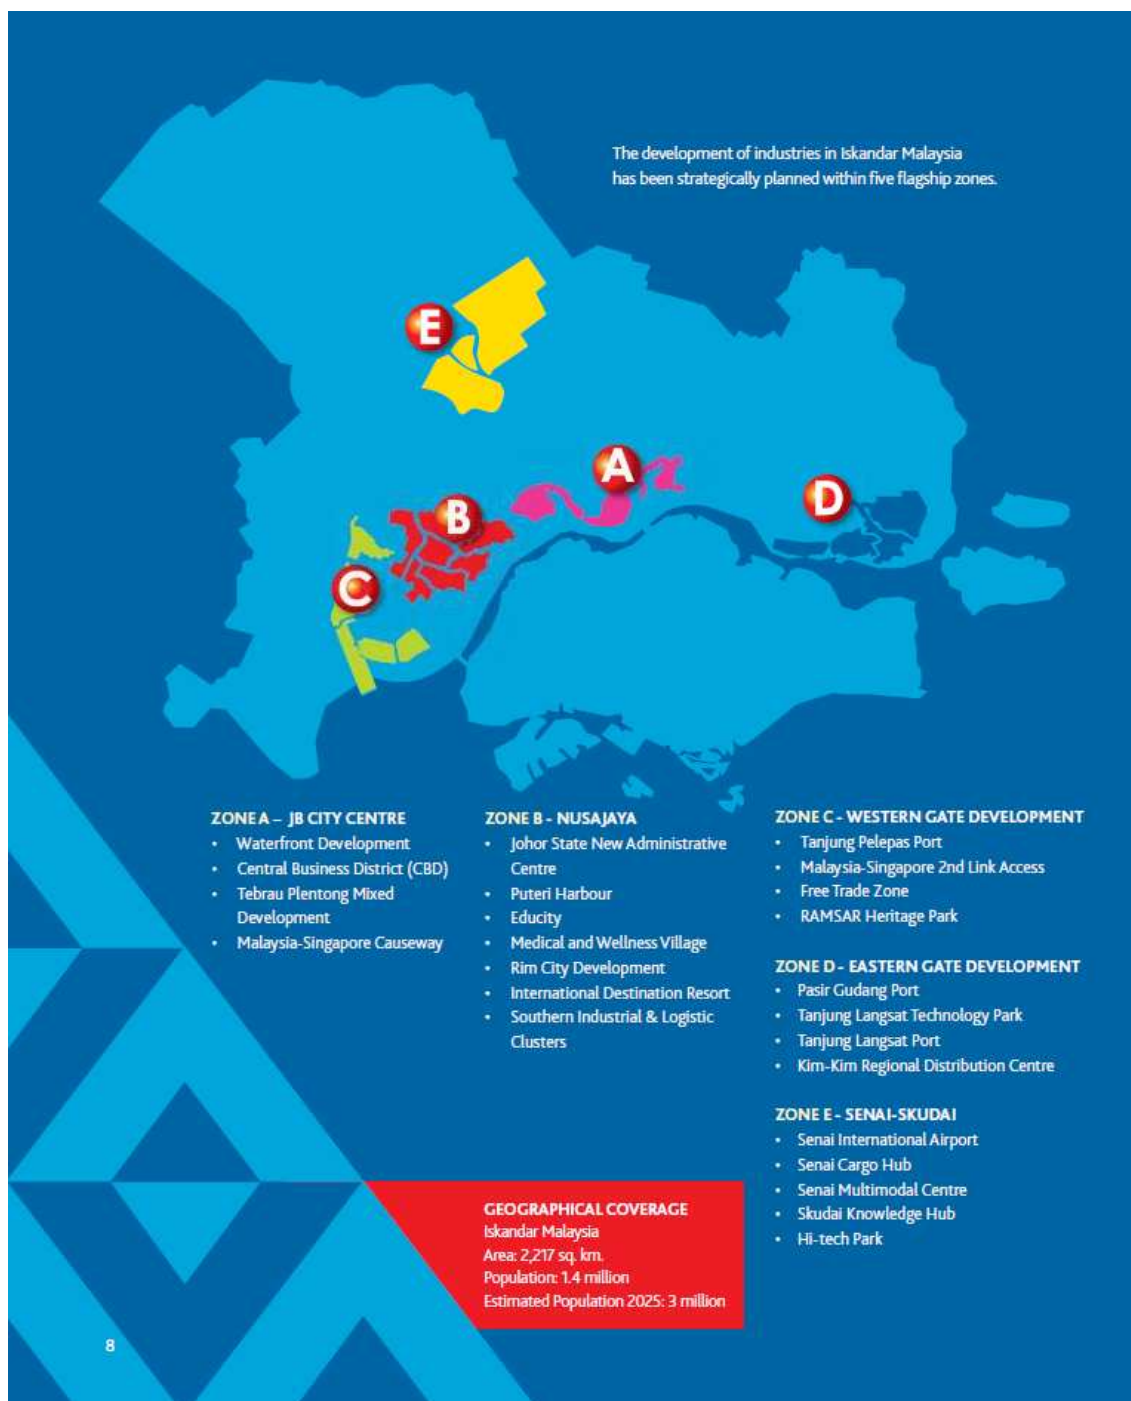 The development of industries in Iskandar Malaysia
has been strategically planned within five flagship zones.
E
A
D
B
C
ZONE A – JB CITY CENTRE
• Waterfront Development
• Central Business District (CBD)
• Tebrau Plentong Mixed
Development
• Malaysia-Singapore Causeway
ZONE B - NUSAJAYA
• Johor State New Administrative
Centre
• Puteri Harbour
• Educity
• Medical and Wellness Village
• Rim City Development
• International Destination Resort
• Southern Industrial & Logistic
Clusters
ZONE C - WESTERN GATE DEVELOPMENT
• Tanjung Pelepas Port
• Malaysia-Singapore 2nd Link Access
• Free Trade Zone
• RAMSAR Heritage Park
ZONE D - EASTERN GATE DEVELOPMENT
• Pasir Gudang Port
• Tanjung Langsat Technology Park
• Tanjung Langsat Port
• Kim-Kim Regional Distribution Centre
ZONE E - SENAI-SKUDAI
• Senai International Airport
• Senai Cargo Hub
• Senai Multimodal Centre
• Skudai Knowledge Hub
• Hi-tech Park
GEOGRAPHICAL COVERAGE
Iskandar Malaysia
Area: 2,217 sq. km.
Population: 1.4 million
Estimated Population 2025: 3 million
8